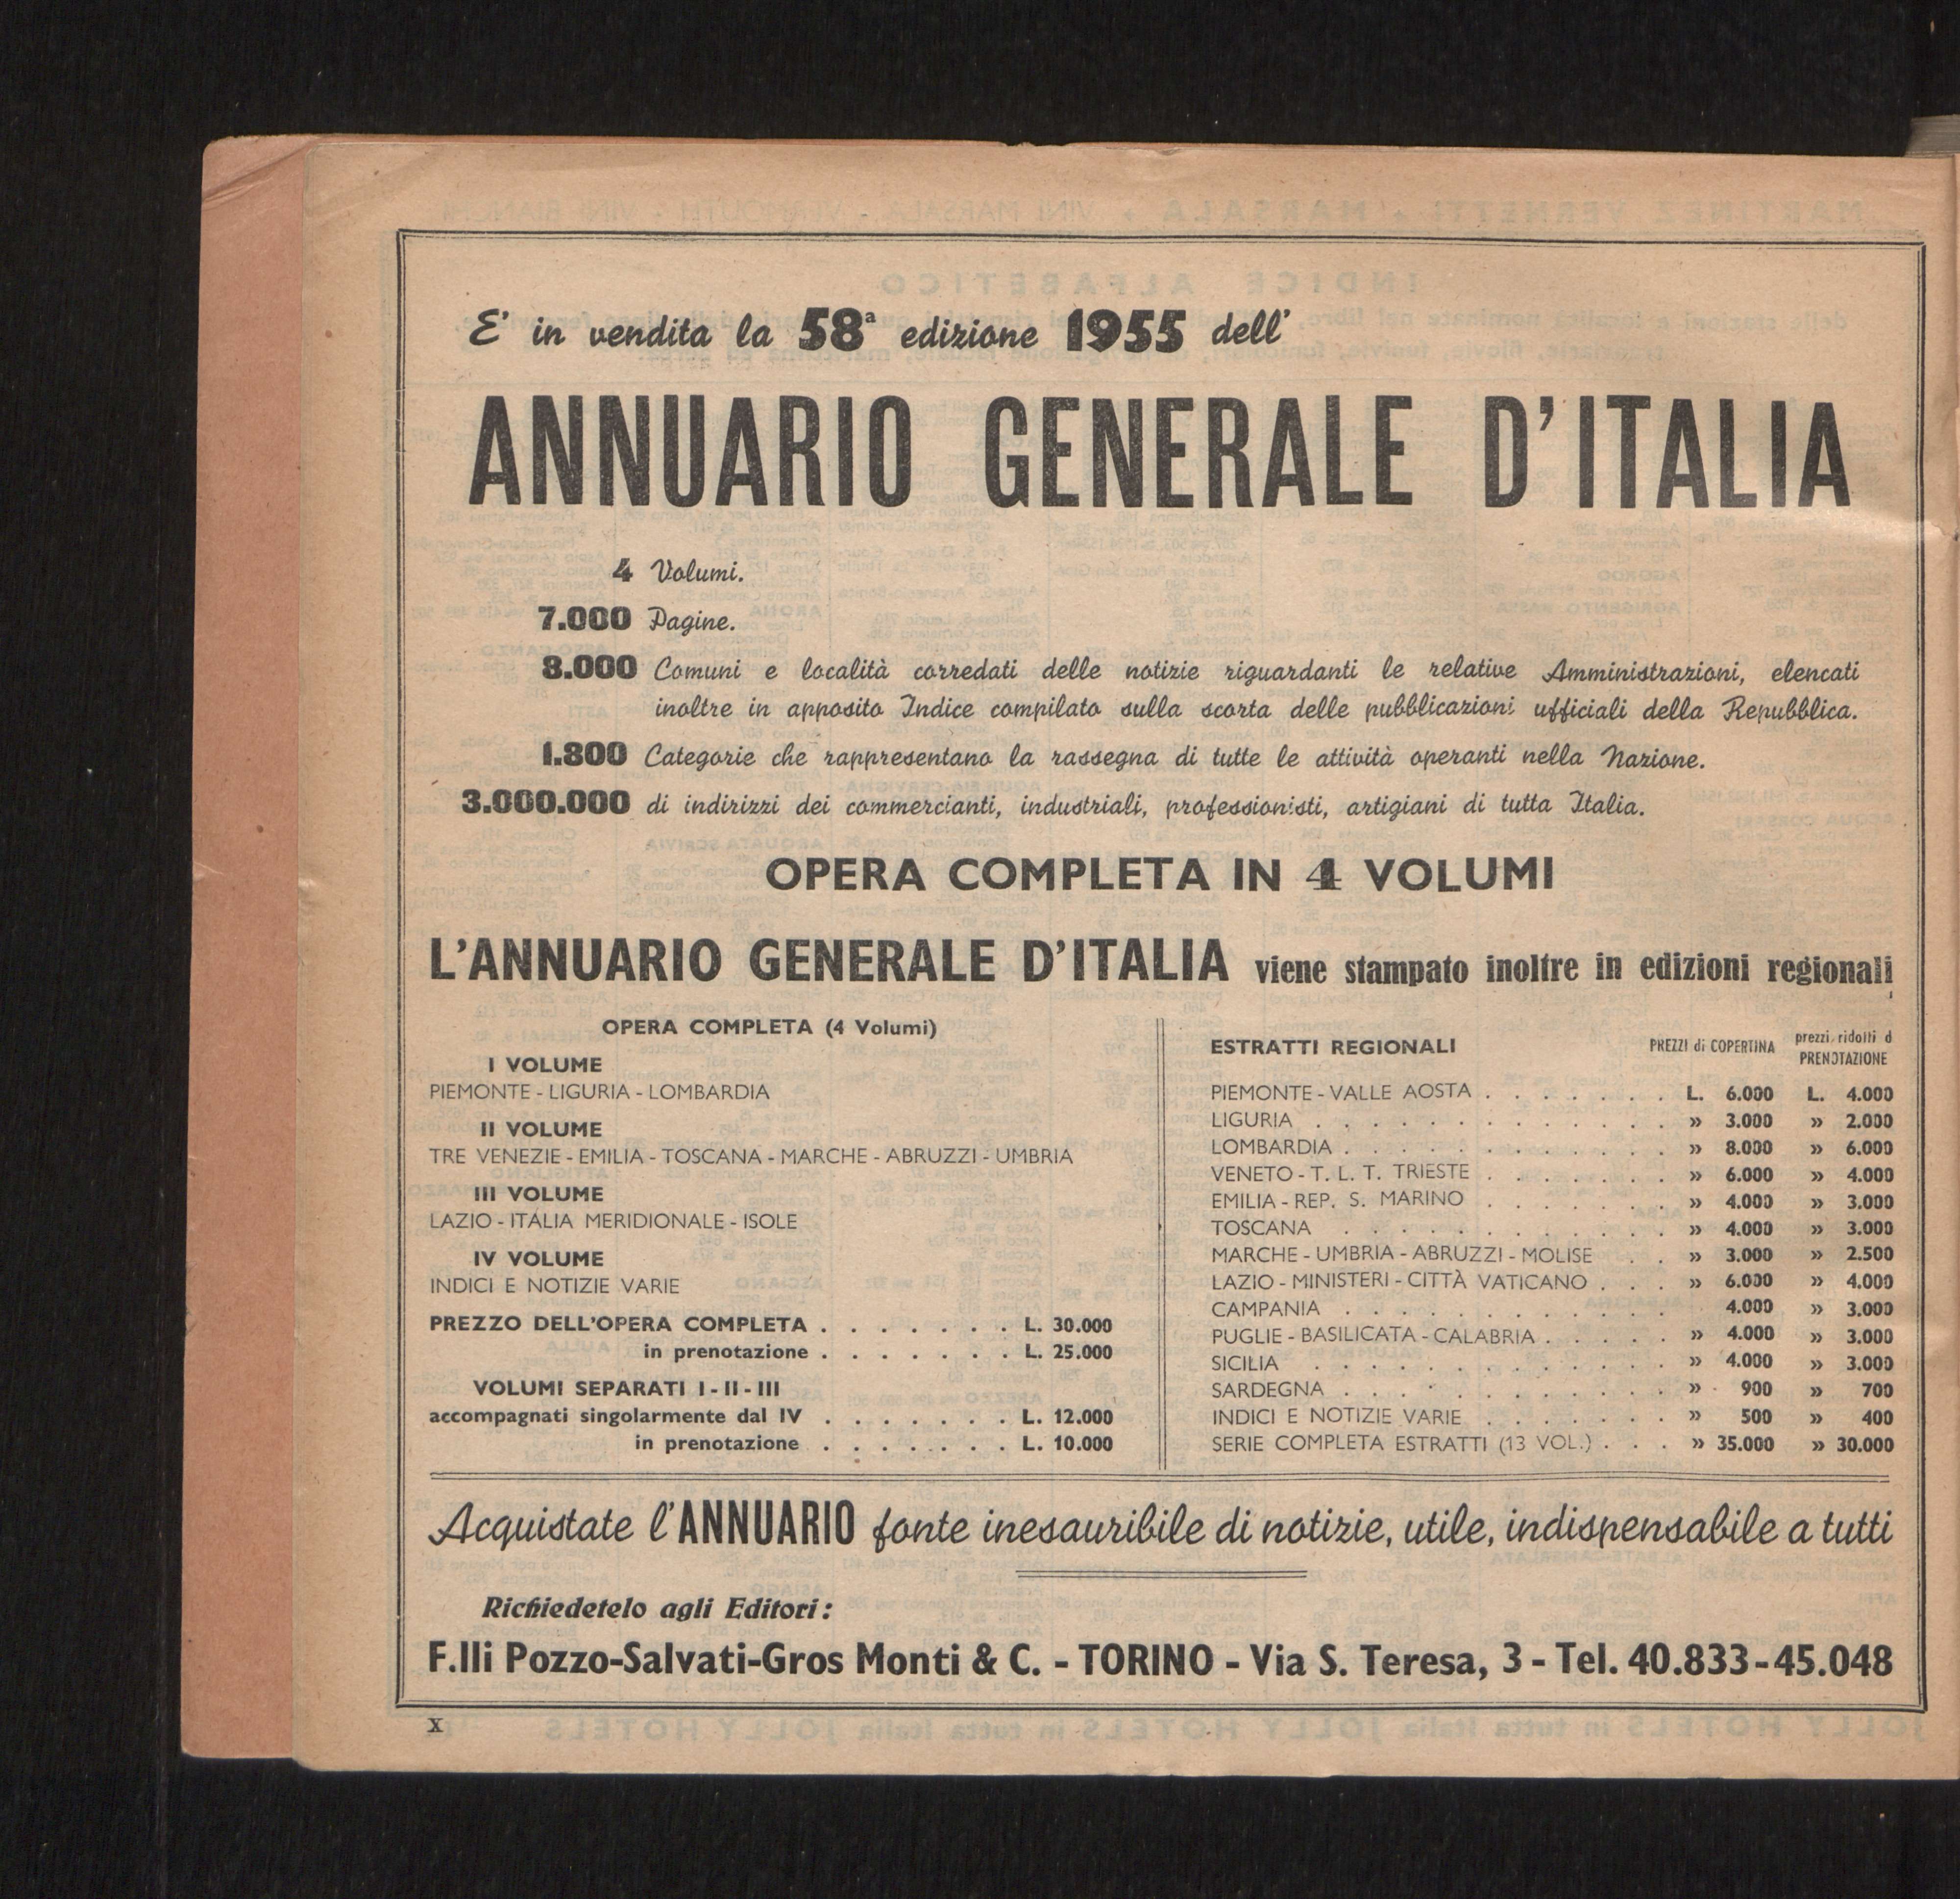 E' in vendita la 58ª edizione 1955 dell'
ANNUARIO GENERALE D'ITALIA
4 Volumi.
7.000 Pagine.
8.000 Comuni e località corredati delle notizie riguardanti le relative Amministrazioni, elencati
inoltre in apposito Indice compilato sulla scorta delle pubblicazioni ufficiali della Repubblica.
1.800 Categorie che rappresentano la rassegna di tutte le attività operanti nella Nazione.
3.000.000 di indirizzi dei commercianti, industriali, professionisti, artigiani di tutta Italia.
OPERA COMPLETA IN 4 VOLUMI
L'ANNUARIO GENERALE D'ITALIA viene stampato inoltre in edizioni regionali
OPERA COMPLETA (4 Volumi)
I VOLUME
PIEMONTE - LIGURIA - LOMBARDIA
II VOLUME
TRE VENEZIE - EMILIA - TOSCANA - MARCHE - ABRUZZI - UMBRIA
III VOLUME
LAZIO - ITALIA MERIDIONALE - ISOLE
IV VOLUME
INDICI E NOTIZIE VARIE
PREZZO DELL'OPERA COMPLETA . . . . . . . L. 30.000
in prenotazione . . . . . . . L. 25.000
VOLUMI SEPARATI I - II - III
accompagnati singolarmente dal IV . . . . . . . L. 12.000
in prenotazione . . . . . . . L. 10.000
ESTRATTI REGIONALI PREZZI di COPERTINA prezzi ridotti d
PRENOTAZIONE
PIEMONTE - VALLE AOSTA . . . . . . . L. 6.000 L. 4.000
LIGURIA . . . . . . . . . . . . . » 3.000 » 2.000
LOMBARDIA . . . . . . . . . . . . » 8.000 » 6.000
VENETO - T. L. T. TRIESTE . . . . . . . » 6.000 » 4.000
EMILIA - REP. S. MARINO . . . . . . . » 4.000 » 3.000
TOSCANA . . . . . . . . . . . . » 4.000 » 3.000
MARCHE - UMBRIA - ABRUZZI - MOLISE . . » 3.000 » 2.500
LAZIO - MINISTERI - CITTÀ VATICANO . . . » 6.000 » 4.000
CAMPANIA . . . . . . . . . . . . 4.000 » 3.000
PUGLIE - BASILICATA - CALABRIA . . . . . » 4.000 » 3.000
SICILIA . . . . . . . . . . . . . » 4.000 » 3.000
SARDEGNA . . . . . . . . . . . . » 900 » 700
INDICI E NOTIZIE VARIE . . . . . . . » 500 » 400
SERIE COMPLETA ESTRATTI (13 VOL.) . . . » 35.000 » 30.000
Acquistate l'ANNUARIO fonte inesauribile di notizie, utile, indispensabile a tutti
Richiedetelo agli Editori:
F.lli Pozzo-Salvati-Gros Monti & C. - TORINO - Via S. Teresa, 3 - Tel. 40.833-45.048
X